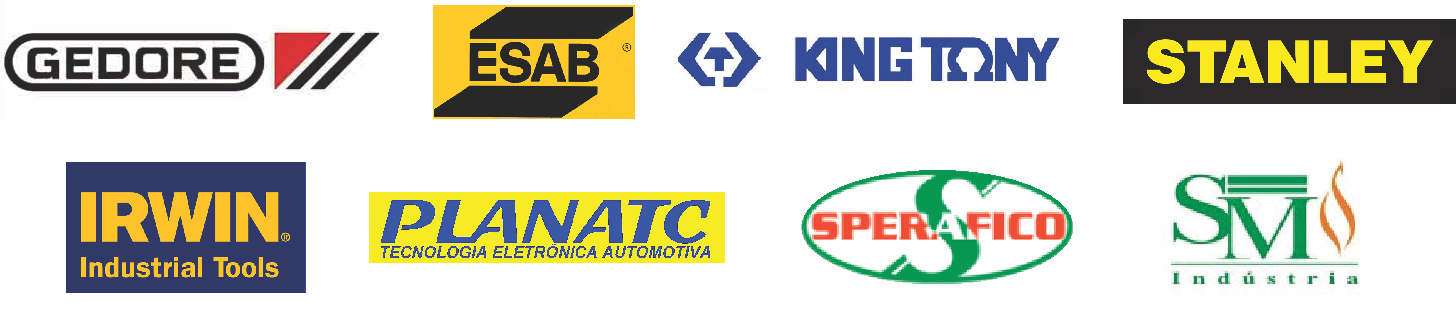 GEDORE
ESAB ®
KING TONY
STANLEY
IRWIN®
Industrial Tools
PLANATC
TECNOLOGIA ELETRÔNICA AUTOMOTIVA
SPERAFICO
SM
Indústria